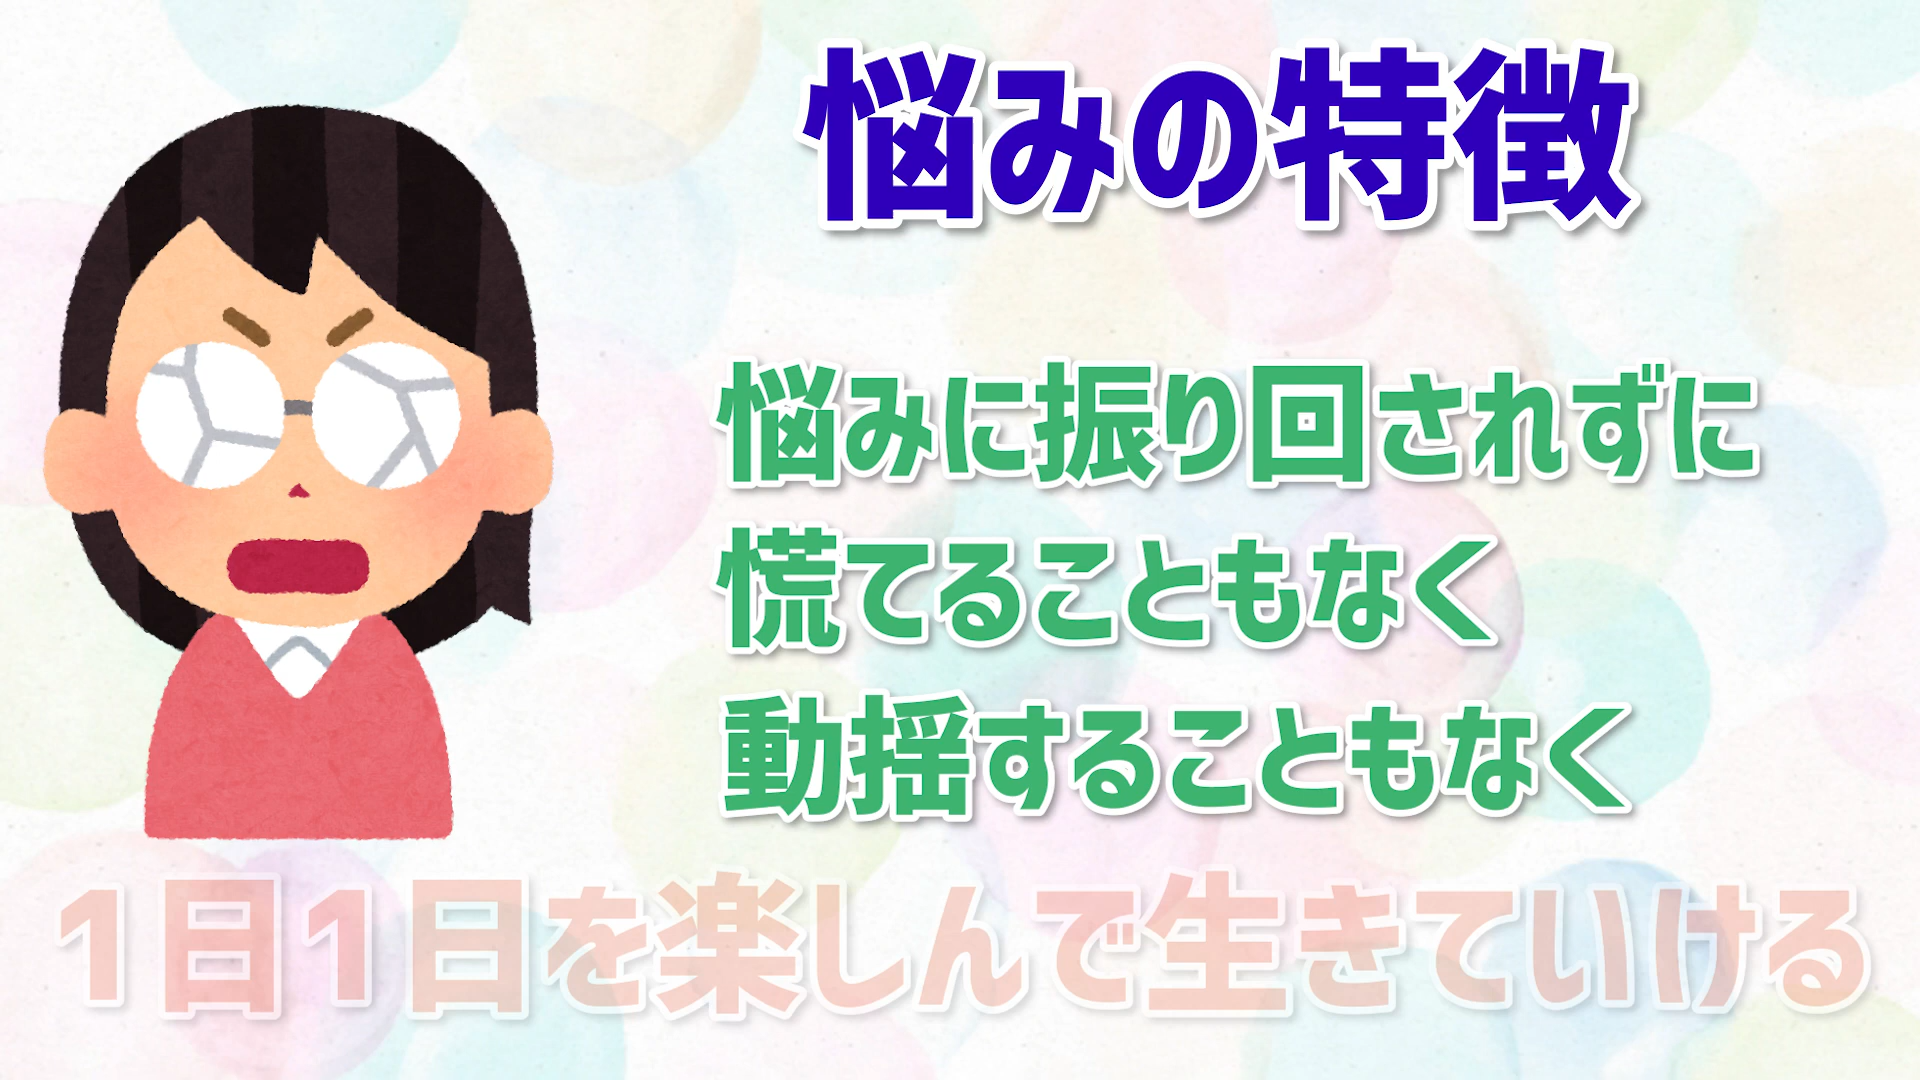 悩みの特徴
悩みに振り回されずに
慌てることもなく
動揺することもなく
1日1日を楽しんで生きていける